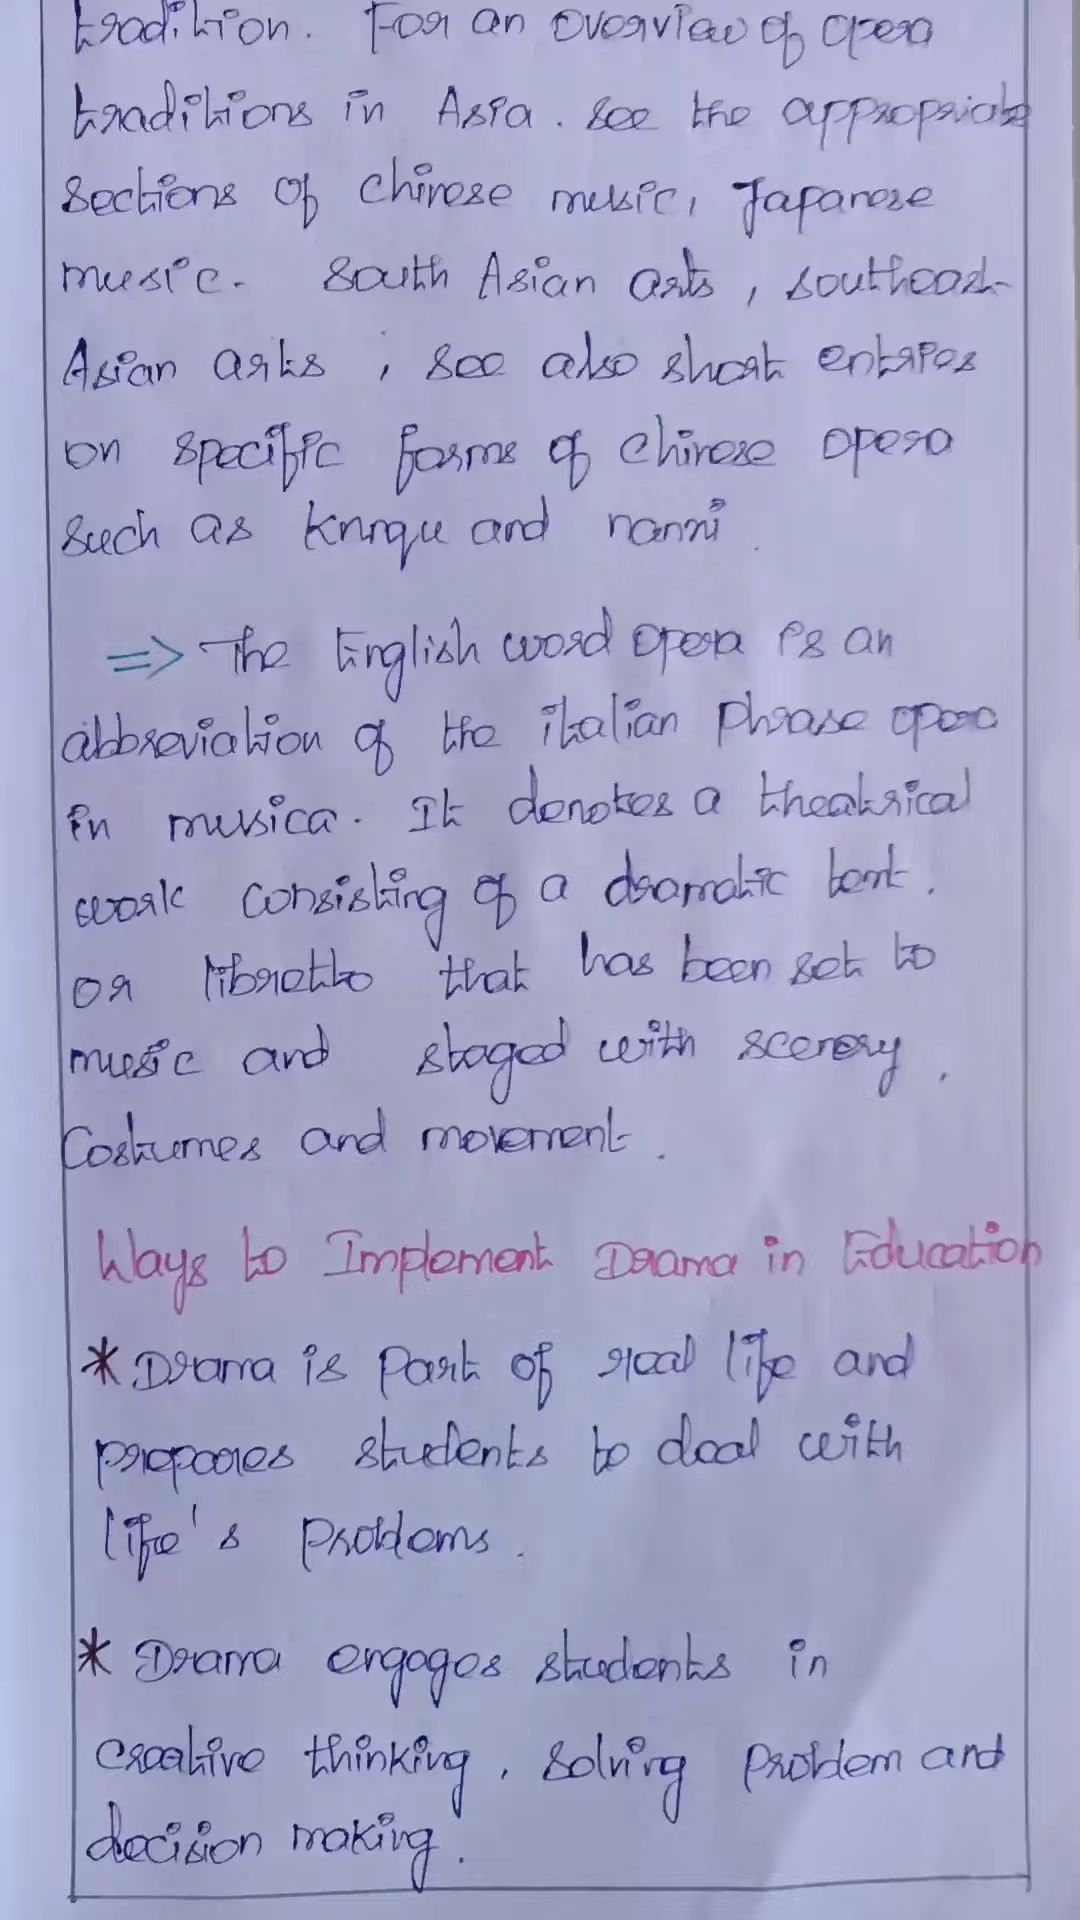 tradition. For an overview of opera
traditions in Asia. see the appropriate
sections of chinese music, Japanese
music. South Asian arts, southeast
Asian arts, see also short entries
on specific forms of chinese opera
such as Knnqu and nanxi.
=> The English word opera is an
abbreviation of the italian phrase opera
in musica. It denotes a theatrical
work consisting of a dramatic text.
or libretto that has been set to
music and staged with scenery,
Costumes and movement.
Ways to Implement Drama in Education
* Drama is part of real life and
prepares students to deal with
life's problems.
* Drama engages students in
creative thinking, solving problem and
decision making.